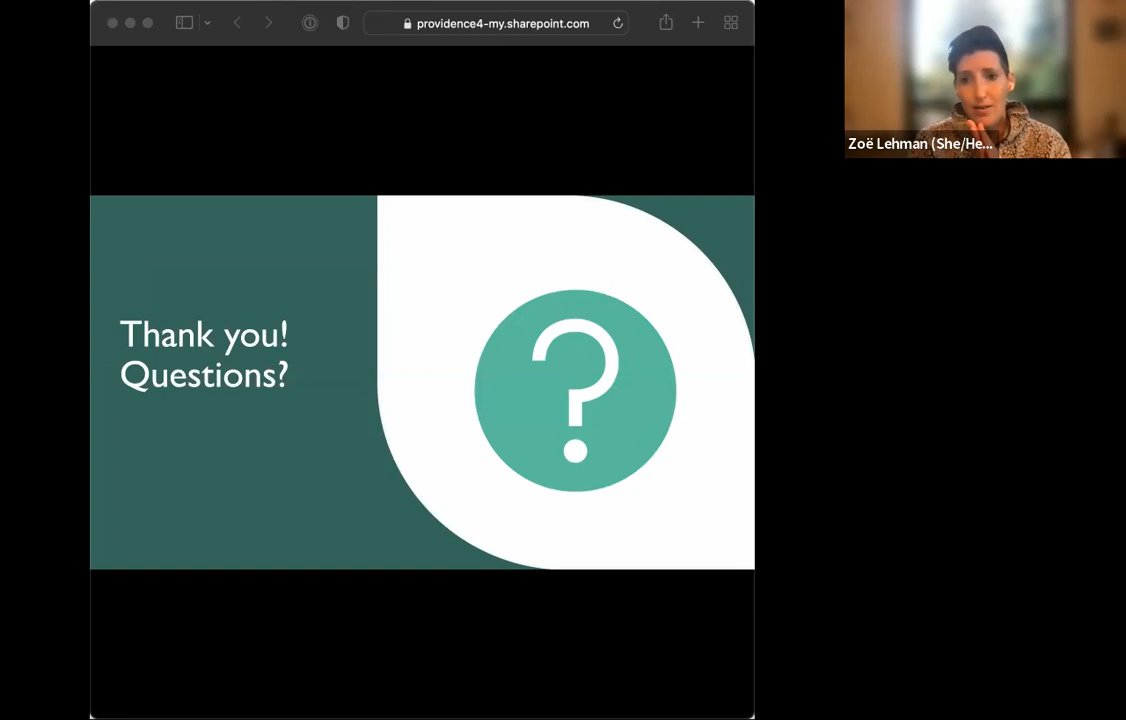 providence4-my.sharepoint.com
Thank you!
Questions?
?
Zoë Lehman (She/He...